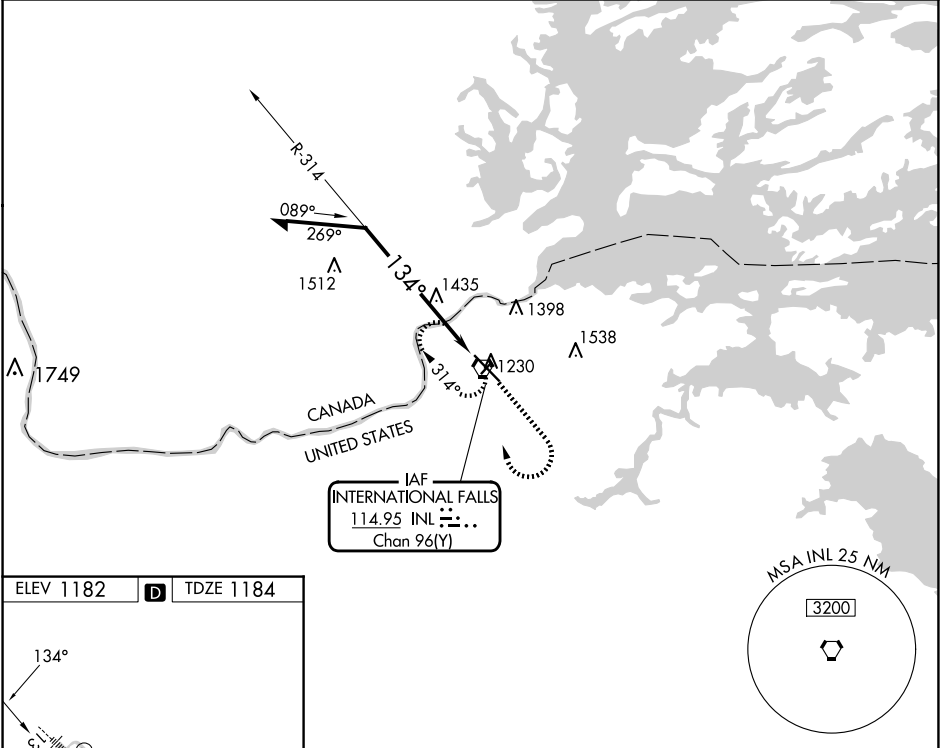 R-314
089°
269°
1512
134°
1435
1398
1538
1230
314°
1749
CANADA
UNITED STATES
IAF
INTERNATIONAL FALLS
114.95 INL
Chan 96(Y)
MSA INL 25 NM
3200
ELEV 1182
D
TDZE 1184
134°
13